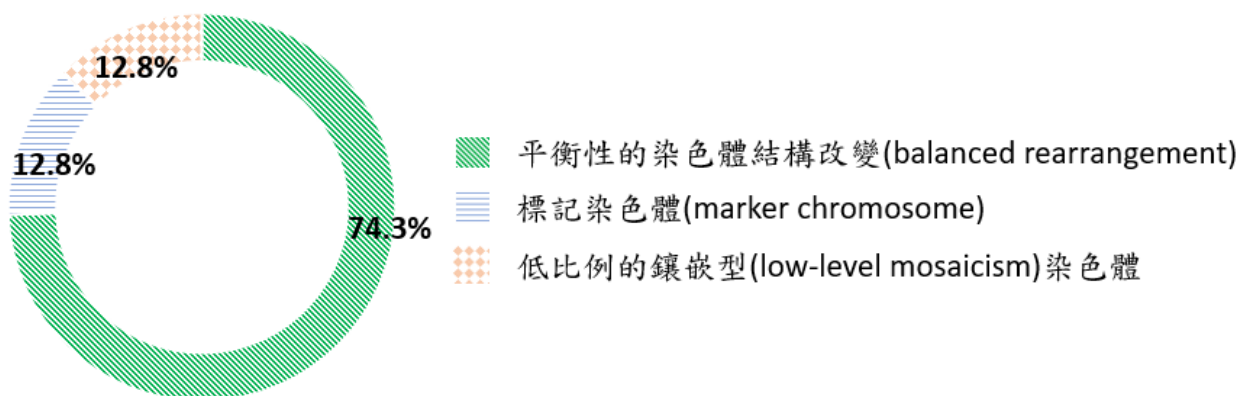 12.8%
12.8%
74.3%
平衡性的染色體結構改變(balanced rearrangement)
標記染色體(marker chromosome)
低比例的鑲嵌型(low-level mosaicism)染色體